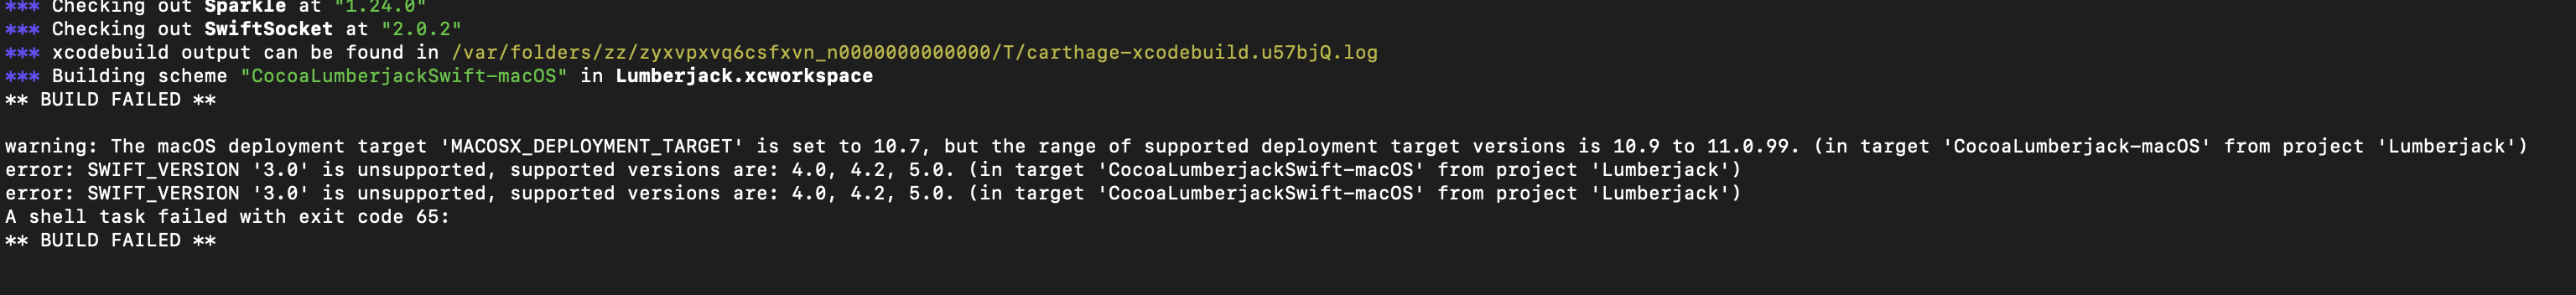 *** Checking out Sparkle at "1.24.0"
*** Checking out SwiftSocket at "2.0.2"
*** xcodebuild output can be found in /var/folders/zz/zyxvpxvq6csfxvn_n0000000000000/T/carthage-xcodebuild.u57bjQ.log
*** Building scheme "CocoaLumberjackSwift-macOS" in Lumberjack.xcworkspace
** BUILD FAILED **
warning: The macOS deployment target 'MACOSX_DEPLOYMENT_TARGET' is set to 10.7, but the range of supported deployment target versions is 10.9 to 11.0.99. (in target 'CocoaLumberjack-macOS' from project 'Lumberjack')
error: SWIFT_VERSION '3.0' is unsupported, supported versions are: 4.0, 4.2, 5.0. (in target 'CocoaLumberjackSwift-macOS' from project 'Lumberjack')
error: SWIFT_VERSION '3.0' is unsupported, supported versions are: 4.0, 4.2, 5.0. (in target 'CocoaLumberjackSwift-macOS' from project 'Lumberjack')
A shell task failed with exit code 65:
** BUILD FAILED **